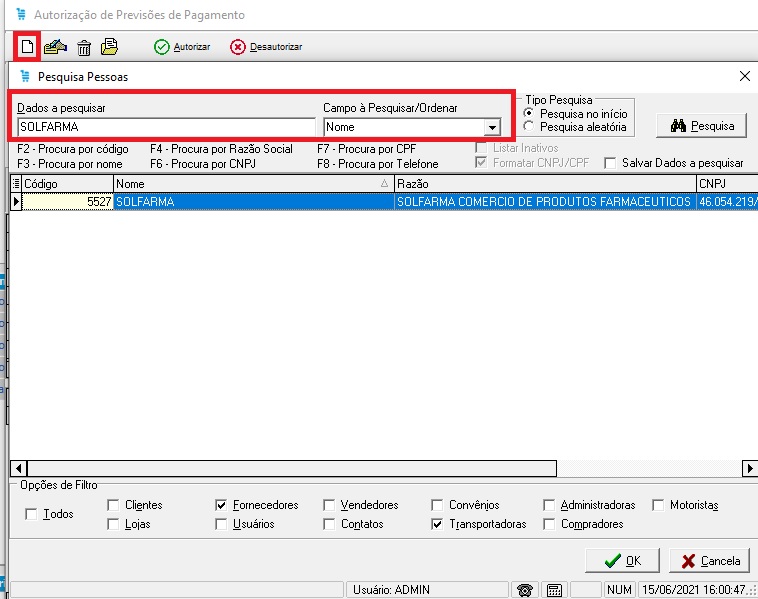 Autorização de Previsões de Pagamento
Autorizar Desautorizar
Pesquisa Pessoas
Dados a pesquisar Campo à Pesquisar/Ordenar Tipo Pesquisa
SOLFARMA Nome Pesquisa no início Pesquisa
Pesquisa aleatória
F2 - Procura por código F4 - Procura por Razão Social F7 - Procura por CPF Listar Inativos
F3 - Procura por nome F6 - Procura por CNPJ F8 - Procura por Telefone Formatar CNPJ/CPF Salvar Dados a pesquisar
Código Nome Razão CNPJ
5527 SOLFARMA SOLFARMA COMERCIO DE PRODUTOS FARMACEUTICOS 46.054.219/
Opções de Filtro
Todos Clientes Fornecedores Vendedores Convênios Administradoras Motoristas
Lojas Usuários Contatos Transportadoras Compradores
OK Cancela
Usuário: ADMIN NUM 15/06/2021 16:00:47